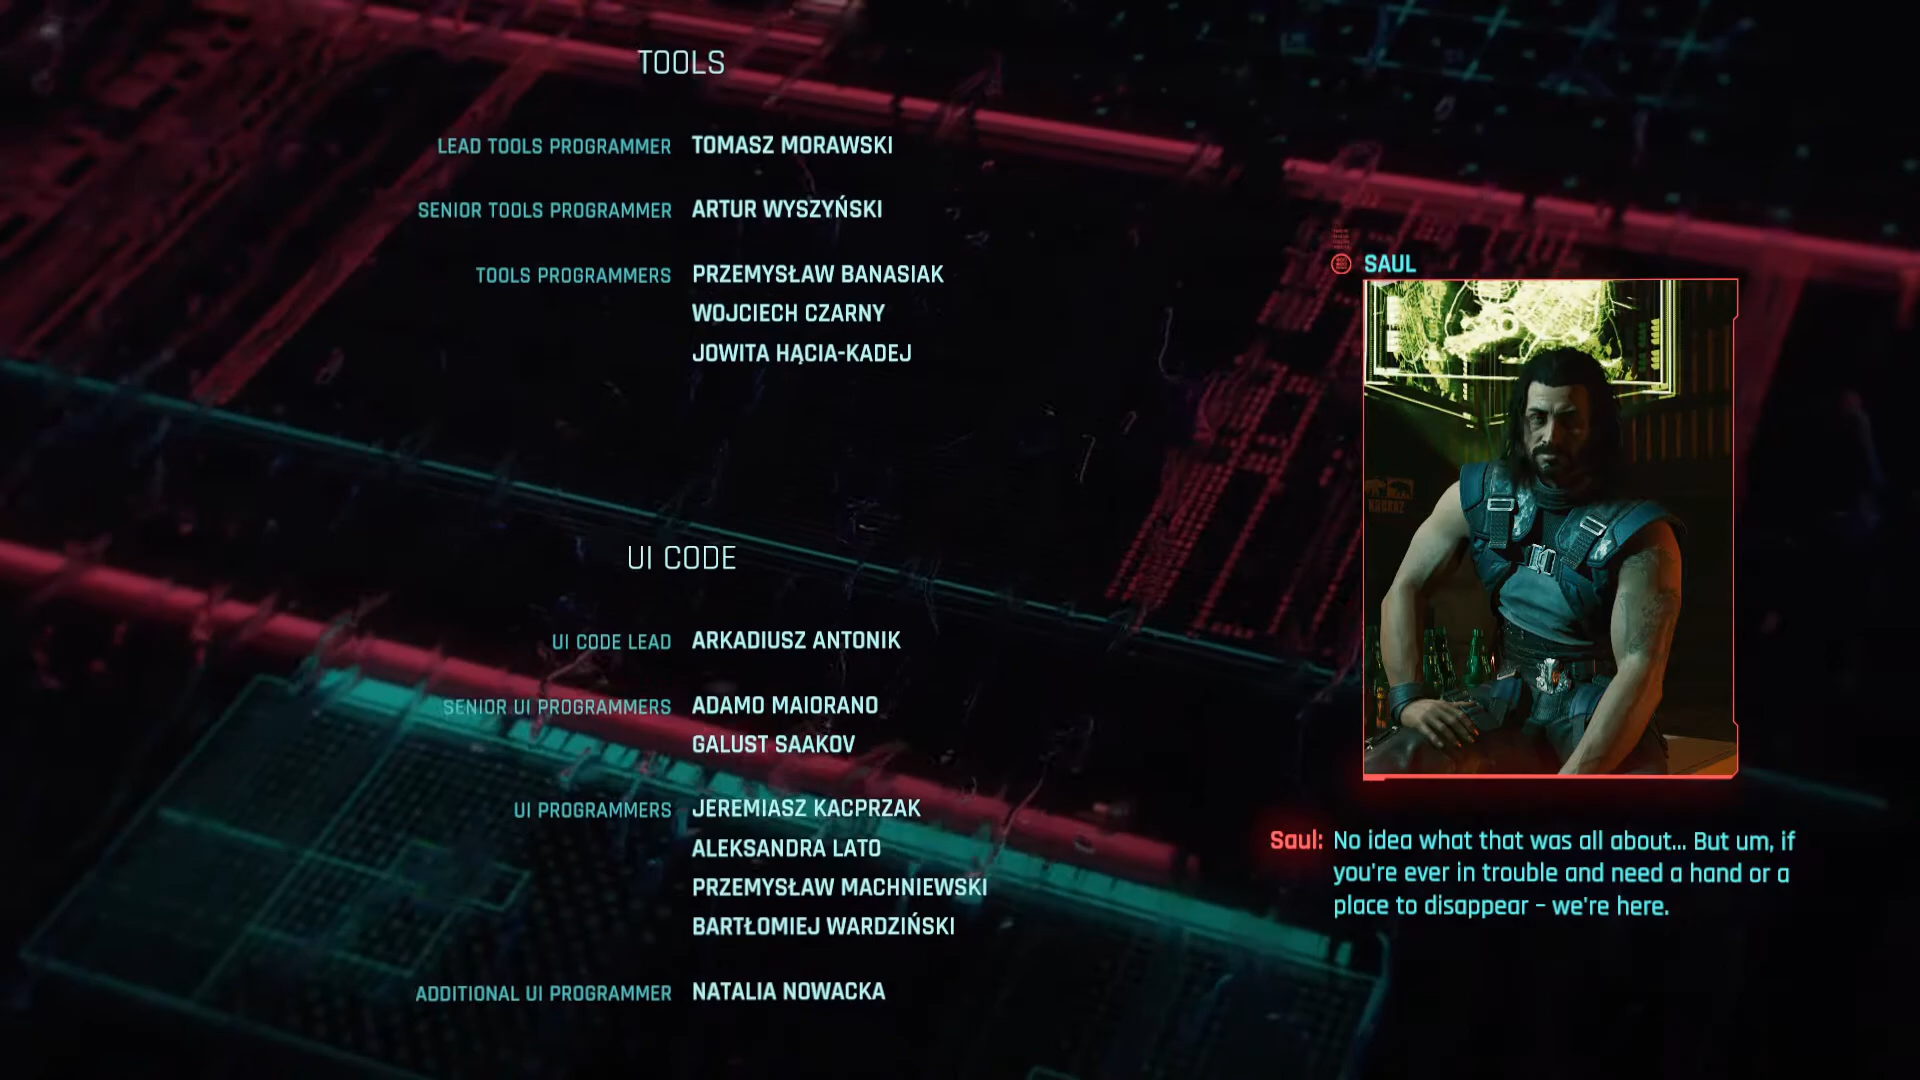 TOOLS
LEAD TOOLS PROGRAMMER TOMASZ MORAWSKI
SENIOR TOOLS PROGRAMMER ARTUR WYSZYŃSKI
TOOLS PROGRAMMERS PRZEMYSŁAW BANASIAK
WOJCIECH CZARNY
JOWITA HĄCIA-KADEJ
UI CODE
UI CODE LEAD ARKADIUSZ ANTONIK
SENIOR UI PROGRAMMERS ADAMO MAIORANO
GALUST SAAKOV
UI PROGRAMMERS JEREMIASZ KACPRZAK
ALEKSANDRA LATO
PRZEMYSŁAW MACHNIEWSKI
BARTŁOMIEJ WARDZIŃSKI
ADDITIONAL UI PROGRAMMER NATALIA NOWACKA
SAUL
Saul: No idea what that was all about... But um, if
you're ever in trouble and need a hand or a
place to disappear – we're here.